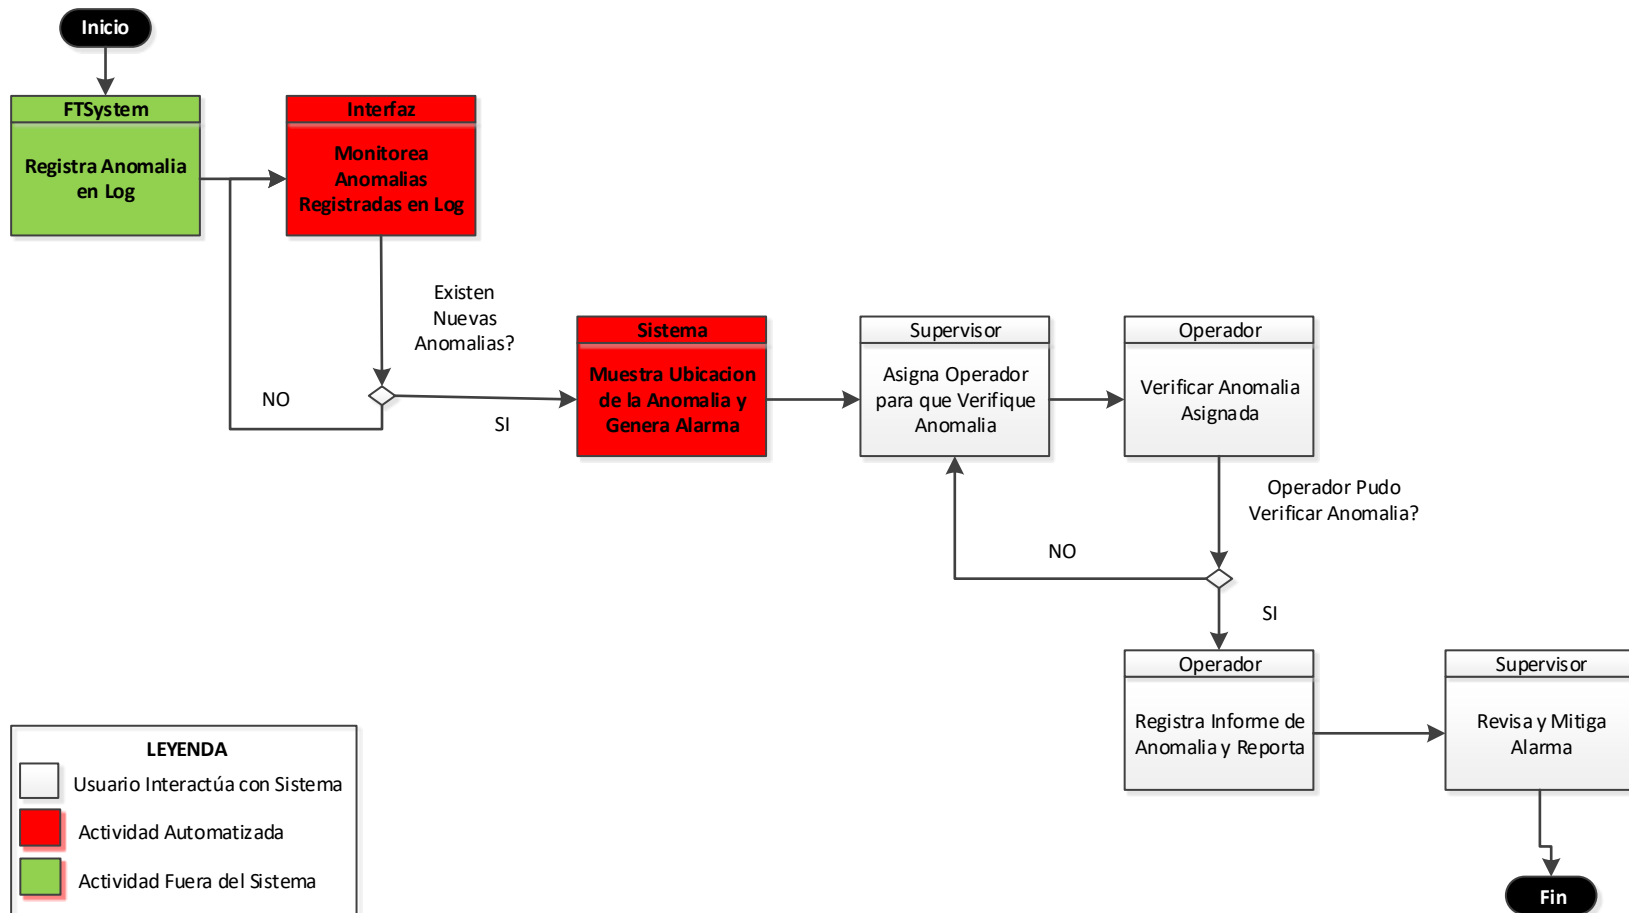 Inicio
FTSystem
Registra Anomalia
en Log
Interfaz
Monitorea
Anomalias
Registradas en Log
Existen
Nuevas
Anomalias?
NO
SI
Sistema
Muestra Ubicacion
de la Anomalia y
Genera Alarma
Supervisor
Asigna Operador
para que Verifique
Anomalia
Operador
Verificar Anomalia
Asignada
Operador Pudo
Verificar Anomalia?
NO
SI
Operador
Registra Informe de
Anomalia y Reporta
Supervisor
Revisa y Mitiga
Alarma
Fin
LEYENDA
Usuario Interactúa con Sistema
Actividad Automatizada
Actividad Fuera del Sistema